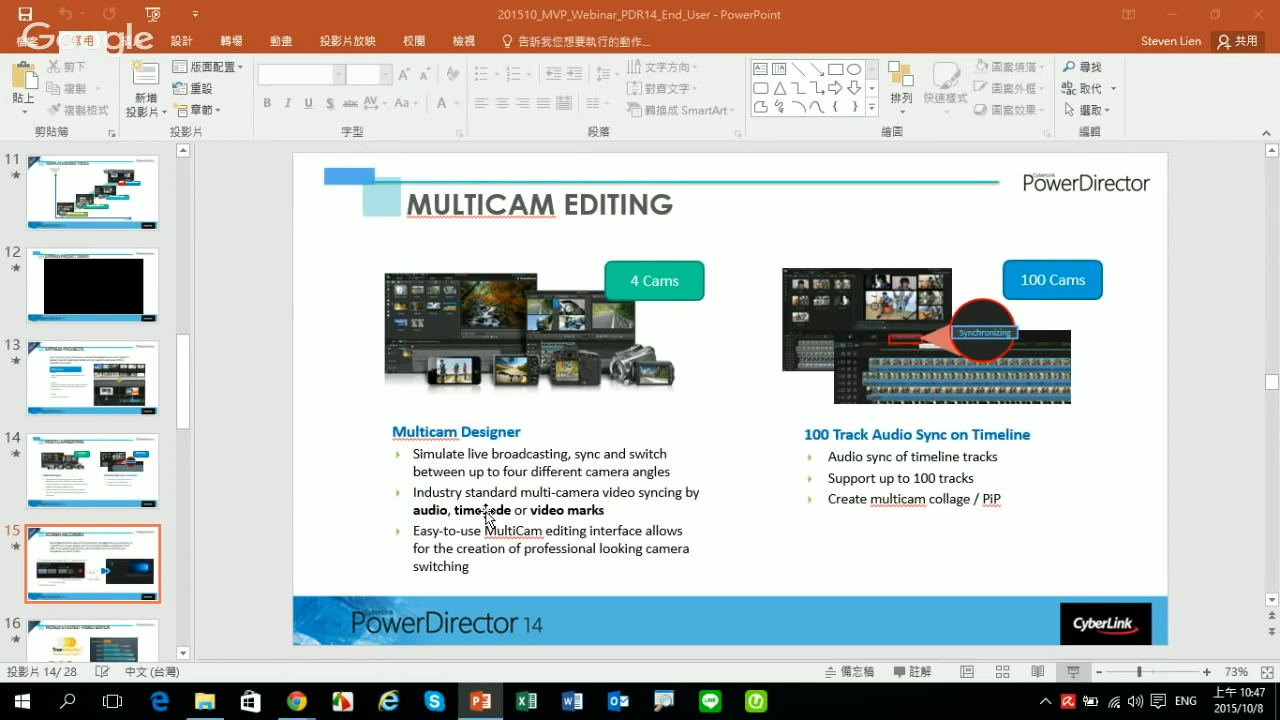 201510_MVP_Webinar_PDR14_End_User - PowerPoint
Google
設計 轉場 動畫 投影片放映 校閱 檢視 告訴我您想要執行的動作... Steven Lien 共用
貼上 剪下 複製 複製格式
新增 投影片 版面配置 重設 章節
文字方向 對齊文字 轉換成 SmartArt
排列 快速樣式 圖案填滿 圖案外框 圖案效果
尋找 取代 選取
剪貼簿 投影片 字型 段落 繪圖 編輯
11
12
13
14
15
16
CyberLink
PowerDirector
MULTICAM EDITING
4 Cams
100 Cams
Synchronizing
Multicam Designer
Simulate live broadcasting, sync and switch
between up to four different camera angles
Industry standard multi-camera video syncing by
audio, timecode or video marks
Easy-to-use MultiCam editing interface allows
for the creation of professional looking camera
switching
100 Track Audio Sync on Timeline
Audio sync of timeline tracks
Support up to 100 tracks
Create multicam collage / PiP
PowerDirector 14
CyberLink
投影片 14/ 28 中文 (台灣) 備忘稿 註解 73%
ENG
上午 10:47
2015/10/8